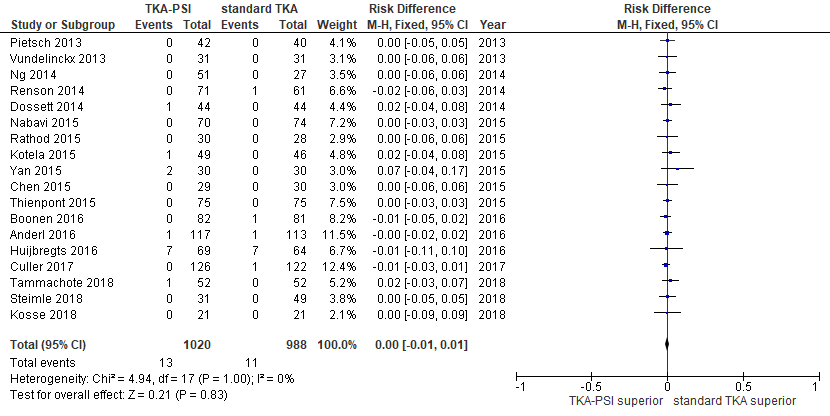 TKA-PSI standard TKA Risk Difference Risk Difference
Study or Subgroup Events Total Events Total Weight M-H, Fixed, 95% CI Year M-H, Fixed, 95% CI
Pietsch 2013 0 42 0 40 4.1% 0.00 [-0.05, 0.05] 2013
Vundelinckx 2013 0 31 0 31 3.1% 0.00 [-0.06, 0.06] 2013
Ng 2014 0 51 0 27 3.5% 0.00 [-0.06, 0.06] 2014
Renson 2014 0 71 1 61 6.5% -0.02 [-0.06, 0.03] 2014
Dossett 2014 1 44 0 44 4.4% 0.02 [-0.04, 0.08] 2014
Nabavi 2015 0 70 0 74 7.2% 0.00 [-0.03, 0.03] 2015
Rathod 2015 0 30 0 28 2.9% 0.00 [-0.06, 0.06] 2015
Kotela 2015 1 49 0 46 4.8% 0.02 [-0.04, 0.08] 2015
Yan 2015 2 30 0 30 3.0% 0.07 [-0.04, 0.17] 2015
Chen 2015 0 29 0 30 3.0% 0.00 [-0.06, 0.06] 2015
Thienpont 2015 0 75 0 75 7.5% 0.00 [-0.03, 0.03] 2015
Boonen 2016 0 82 1 81 8.2% -0.01 [-0.05, 0.02] 2016
Anderl 2016 1 117 1 113 11.5% -0.00 [-0.02, 0.02] 2016
Huijbregts 2016 7 69 7 64 6.6% -0.01 [-0.11, 0.10] 2016
Culler 2017 0 126 1 122 12.4% -0.01 [-0.03, 0.01] 2017
Tammachote 2018 1 52 0 52 5.2% 0.02 [-0.03, 0.07] 2018
Steimle 2018 0 31 0 49 3.8% 0.00 [-0.05, 0.05] 2018
Kosse 2018 0 21 0 21 2.1% 0.00 [-0.09, 0.09] 2018
Total (95% CI) 1020 988 100.0% 0.00 [-0.01, 0.01]
Total events 13 11
Heterogeneity: Chi² = 4.94, df = 17 (P = 1.00); I² = 0%
Test for overall effect: Z = 0.21 (P = 0.83)
-1 -0.5 0 0.5 1
TKA-PSI superior standard TKA superior